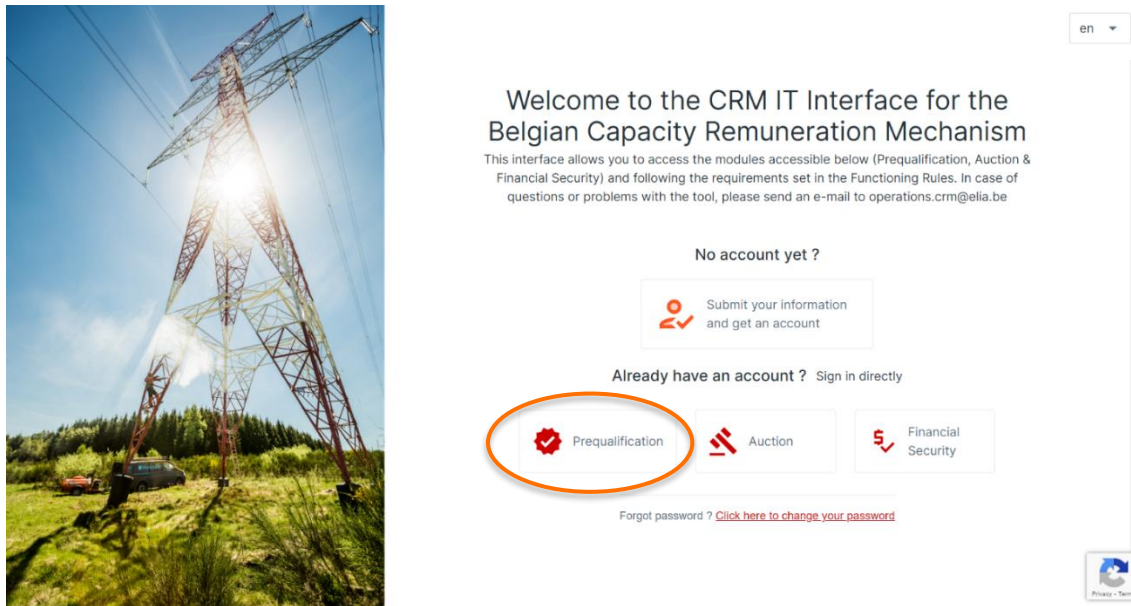 en
Welcome to the CRM IT Interface for the
Belgian Capacity Remuneration Mechanism
This interface allows you to access the modules accessible below (Prequalification, Auction &
Financial Security) and following the requirements set in the Functioning Rules. In case of
questions or problems with the tool, please send an e-mail to operations.crm@elia.be
No account yet ?
Submit your information
and get an account
Already have an account ? Sign in directly
Prequalification
Auction
Financial
Security
Forgot password ? Click here to change your password
Privacy - Term